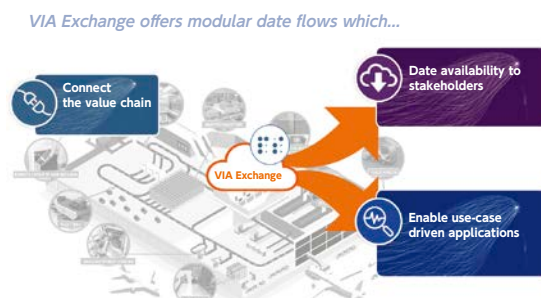 VIA Exchange offers modular date flows which...
Connect
the value chain
Date availability to
stakeholders
VIA Exchange
Enable use-case
driven applications